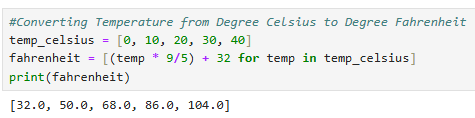 #Converting Temperature from Degree Celsius to Degree Fahrenheit
temp_celsius = [0, 10, 20, 30, 40]
fahrenheit = [(temp * 9/5) + 32 for temp in temp_celsius]
print(fahrenheit)
[32.0, 50.0, 68.0, 86.0, 104.0]